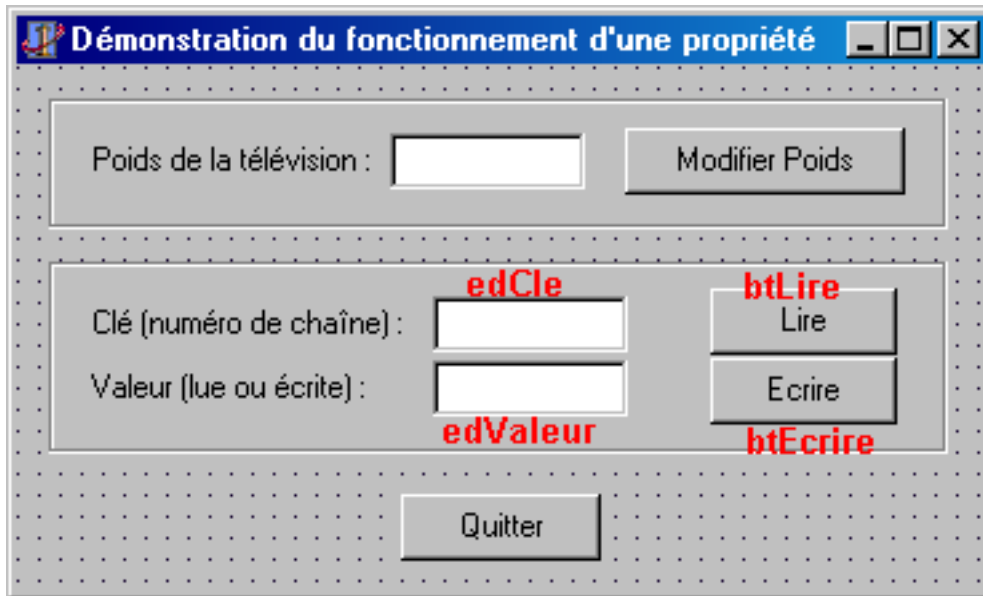 Démonstration du fonctionnement d'une propriété
Poids de la télévision :
Modifier Poids
edCle
btLire
Clé (numéro de chaîne) :
Lire
Valeur (lue ou écrite) :
Ecrire
edValeur
btEcrire
Quitter